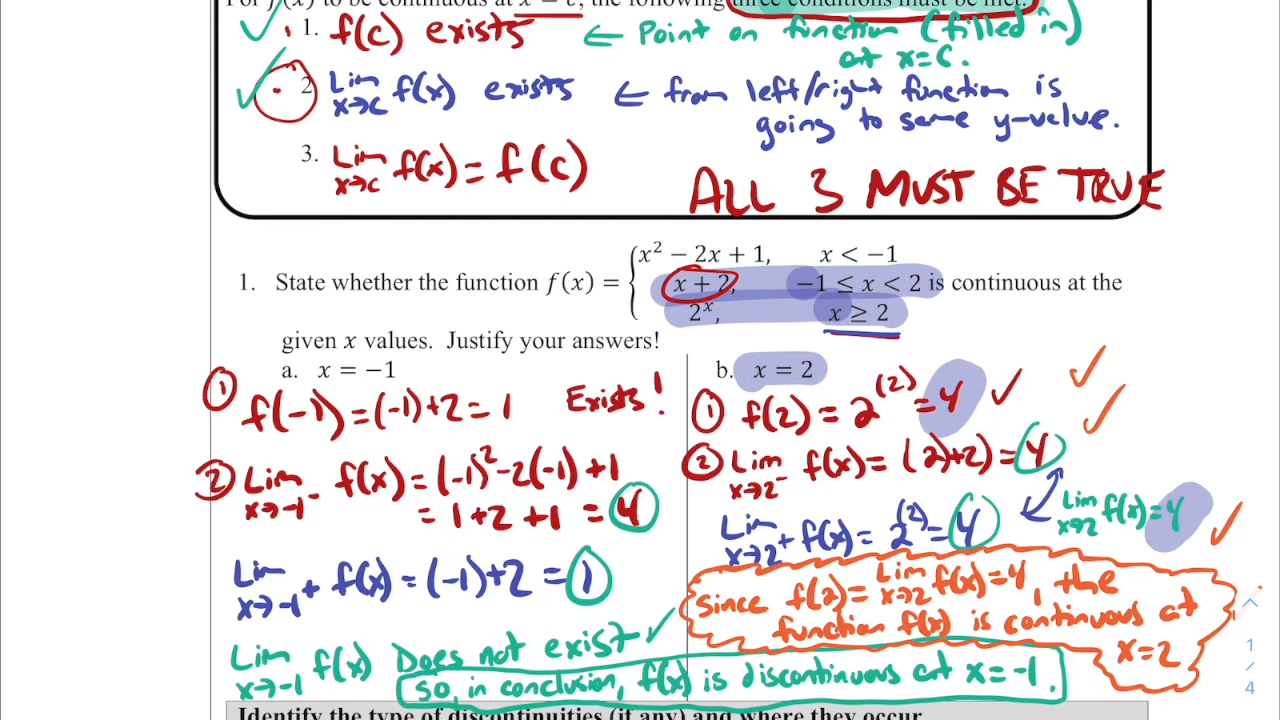 For f(x) to be continuous at x = c, the following three conditions must be met.
1. f(c) exists ← Point on function (filled in)
at x=c.
2 Lim x→c f(x) exists ← from left/right function is
going to same y-value.
3. Lim x→c f(x) = f(c)
ALL 3 MUST BE TRUE
1. State whether the function f(x) = { x² − 2x + 1, x < −1
x + 2, −1 ≤ x < 2 is continuous at the
2ˣ, x ≥ 2
given x values. Justify your answers!
a. x = −1
① f(-1)=(-1)+2=1 Exists!
② Lim x→-1⁻ f(x)=(-1)²-2(-1)+1
= 1+2+1 = 4
Lim x→-1⁺ f(x)=(-1)+2=1
Lim x→-1 f(x) Does not exist
so, in conclusion, f(x) is discontinuous at x=-1.
b. x = 2
① f(2)=2⁽²⁾=4 ✓
② Lim x→2⁻ f(x)=(2)+2)=4
Lim x→2⁺ f(x)=2⁽²⁾=4
Lim x→2 f(x)=4
Since f(2)=Lim x→2 f(x)=4, the
function f(x) is continuous at
x=2
Identify the type of discontinuities (if any) and where they occur.
1
/
4